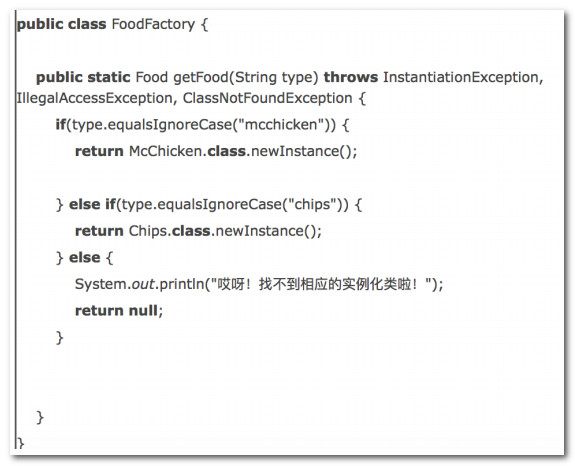 public class FoodFactory {
public static Food getFood(String type) throws InstantiationException,
IllegalAccessException, ClassNotFoundException {
if(type.equalsIgnoreCase("mcchicken")) {
return McChicken.class.newInstance();
} else if(type.equalsIgnoreCase("chips")) {
return Chips.class.newInstance();
} else {
System.out.println("哎呀！找不到相应的实例化类啦！");
return null;
}
}
}